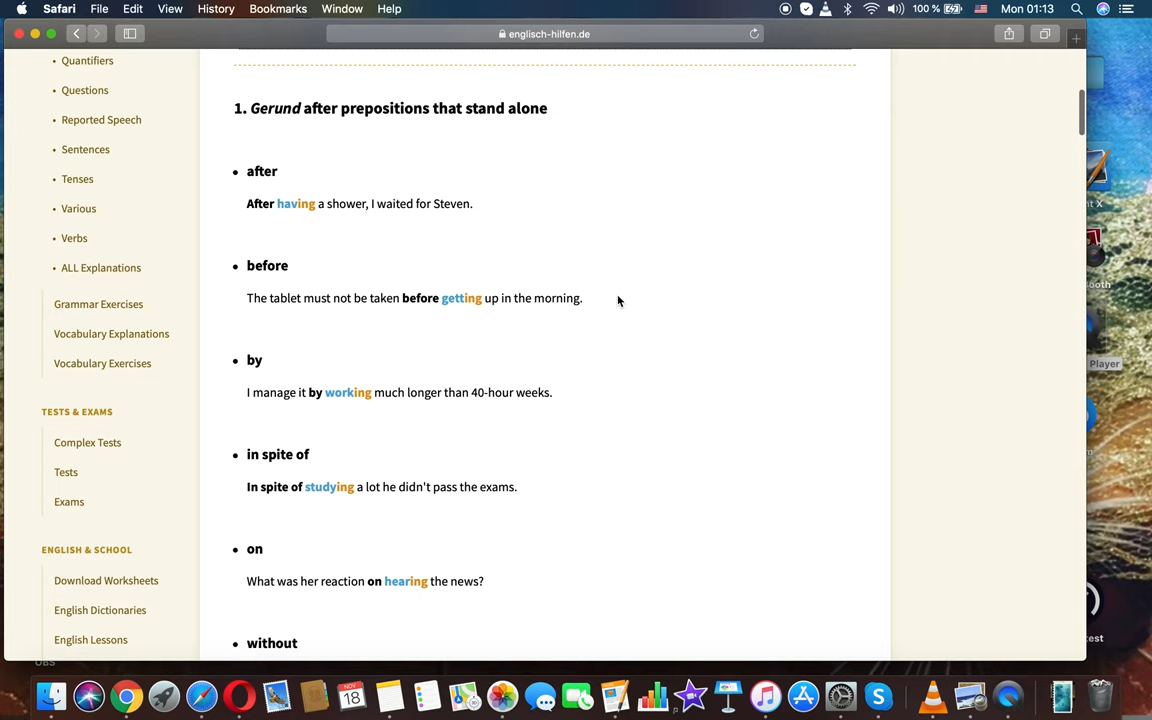 Safari File Edit View History Bookmarks Window Help 100 % Mon 01:13
englisch-hilfen.de
• Quantifiers
• Questions
• Reported Speech
• Sentences
• Tenses
• Various
• Verbs
• ALL Explanations
Grammar Exercises
Vocabulary Explanations
Vocabulary Exercises
TESTS & EXAMS
Complex Tests
Tests
Exams
ENGLISH & SCHOOL
Download Worksheets
English Dictionaries
English Lessons
1. Gerund after prepositions that stand alone
• after
After having a shower, I waited for Steven.
• before
The tablet must not be taken before getting up in the morning.
• by
I manage it by working much longer than 40-hour weeks.
• in spite of
In spite of studying a lot he didn't pass the exams.
• on
What was her reaction on hearing the news?
• without
Player
OBS
NOV
18